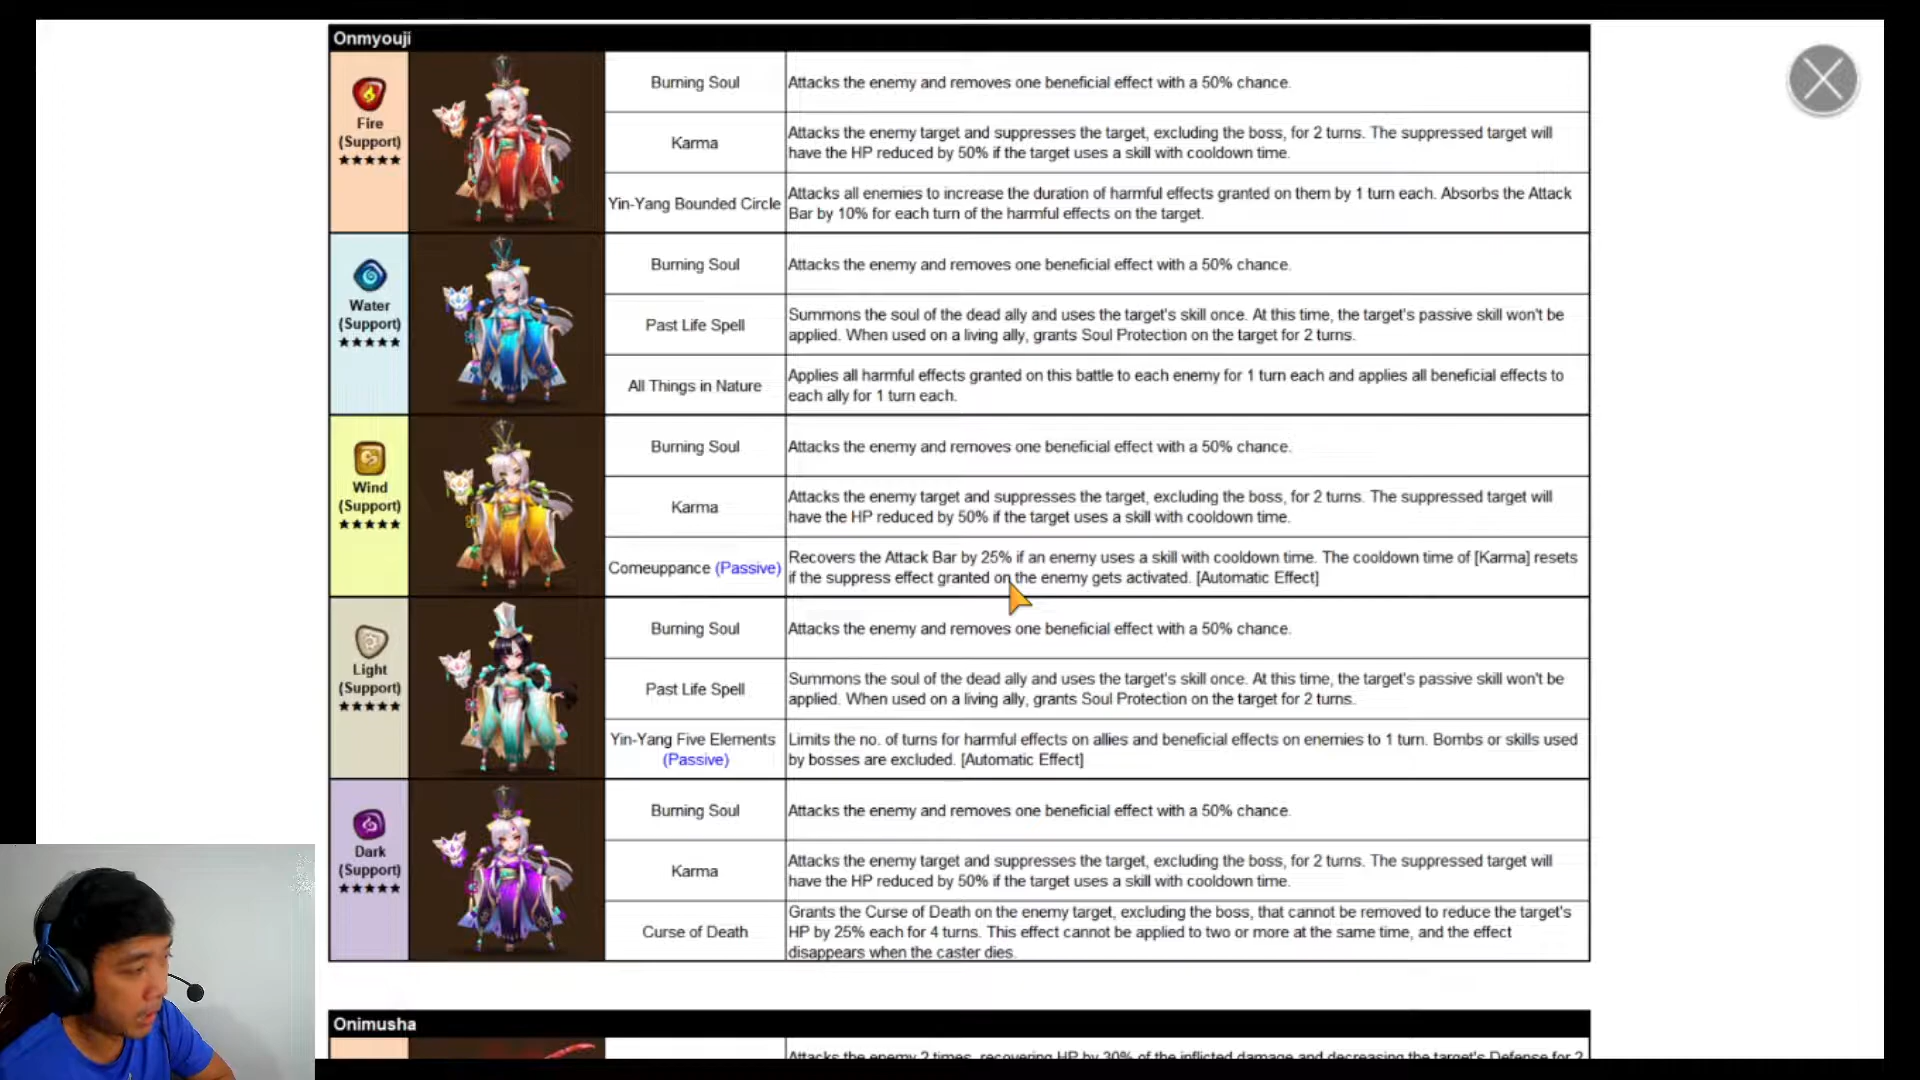 Onmyouji
Fire
(Support)
★★★★★
Burning Soul
Attacks the enemy and removes one beneficial effect with a 50% chance.
Karma
Attacks the enemy target and suppresses the target, excluding the boss, for 2 turns. The suppressed target will
have the HP reduced by 50% if the target uses a skill with cooldown time.
Yin-Yang Bounded Circle
Attacks all enemies to increase the duration of harmful effects granted on them by 1 turn each. Absorbs the Attack
Bar by 10% for each turn of the harmful effects on the target.
Water
(Support)
★★★★★
Burning Soul
Attacks the enemy and removes one beneficial effect with a 50% chance.
Past Life Spell
Summons the soul of the dead ally and uses the target's skill once. At this time, the target's passive skill won't be
applied. When used on a living ally, grants Soul Protection on the target for 2 turns.
All Things in Nature
Applies all harmful effects granted on this battle to each enemy for 1 turn each and applies all beneficial effects to
each ally for 1 turn each.
Wind
(Support)
★★★★★
Burning Soul
Attacks the enemy and removes one beneficial effect with a 50% chance.
Karma
Attacks the enemy target and suppresses the target, excluding the boss, for 2 turns. The suppressed target will
have the HP reduced by 50% if the target uses a skill with cooldown time.
Comeuppance (Passive)
Recovers the Attack Bar by 25% if an enemy uses a skill with cooldown time. The cooldown time of [Karma] resets
if the suppress effect granted on the enemy gets activated. [Automatic Effect]
Light
(Support)
★★★★★
Burning Soul
Attacks the enemy and removes one beneficial effect with a 50% chance.
Past Life Spell
Summons the soul of the dead ally and uses the target's skill once. At this time, the target's passive skill won't be
applied. When used on a living ally, grants Soul Protection on the target for 2 turns.
Yin-Yang Five Elements
(Passive)
Limits the no. of turns for harmful effects on allies and beneficial effects on enemies to 1 turn. Bombs or skills used
by bosses are excluded. [Automatic Effect]
Dark
(Support)
★★★★★
Burning Soul
Attacks the enemy and removes one beneficial effect with a 50% chance.
Karma
Attacks the enemy target and suppresses the target, excluding the boss, for 2 turns. The suppressed target will
have the HP reduced by 50% if the target uses a skill with cooldown time.
Curse of Death
Grants the Curse of Death on the enemy target, excluding the boss, that cannot be removed to reduce the target's
HP by 25% each for 4 turns. This effect cannot be applied to two or more at the same time, and the effect
disappears when the caster dies.
Onimusha
Attacks the enemy 2 times, recovering HP by 30% of the inflicted damage and decreasing the target's Defense for 2